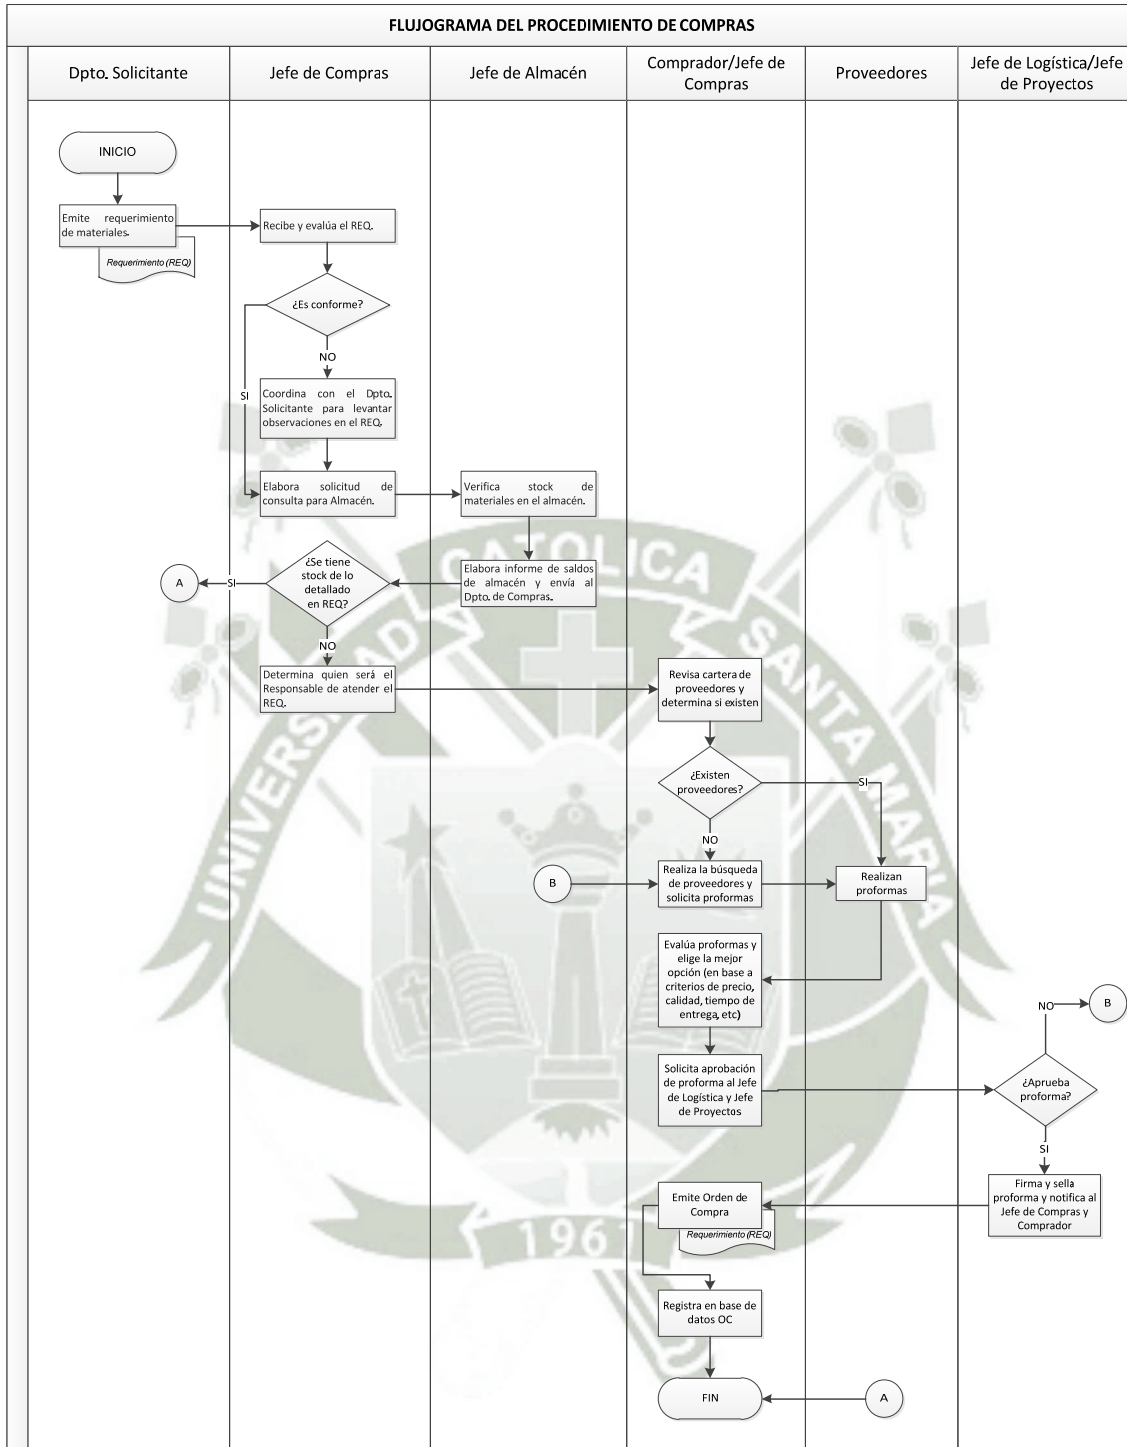 FLUJOGRAMA DEL PROCEDIMIENTO DE COMPRAS
Dpto. Solicitante
Jefe de Compras
Jefe de Almacén
Comprador/Jefe de
Compras
Proveedores
Jefe de Logística/Jefe
de Proyectos
INICIO
Emite requerimiento
de materiales.
Requerimiento (REQ)
Recibe y evalúa el REQ.
¿Es conforme?
NO
SI
Coordina con el Dpto.
Solicitante para levantar
observaciones en el REQ.
Elabora solicitud de
consulta para Almacén.
Verifica stock de
materiales en el almacén.
Elabora informe de saldos
de almacén y envía al
Dpto. de Compras.
¿Se tiene
stock de lo
detallado
en REQ?
SI
A
NO
Determina quien será el
Responsable de atender el
REQ.
Revisa cartera de
proveedores y
determina si existen
¿Existen
proveedores?
SI
NO
B
Realiza la búsqueda
de proveedores y
solicita proformas
Realizan
proformas
Evalúa proformas y
elige la mejor
opción (en base a
criterios de precio,
calidad, tiempo de
entrega, etc)
Solicita aprobación
de proforma al Jefe
de Logística y Jefe
de Proyectos
NO
B
¿Aprueba
proforma?
SI
Firma y sella
proforma y notifica al
Jefe de Compras y
Comprador
Emite Orden de
Compra
Requerimiento (REQ)
Registra en base de
datos OC
FIN
A
UNIVERSIDAD CATOLICA SANTA MARIA
1961